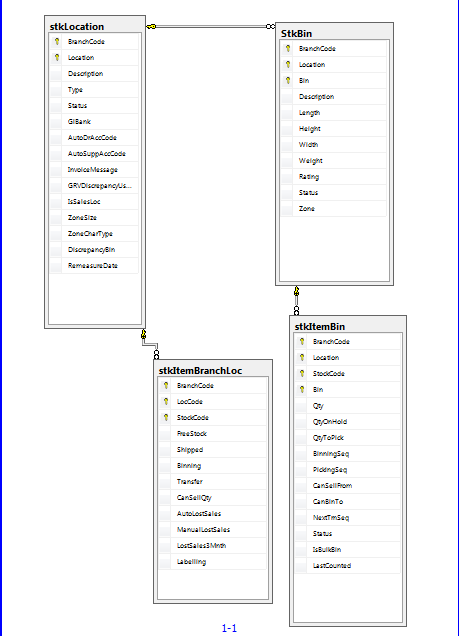 stkLocation
BranchCode
Location
Description
Type
Status
GlBank
AutoDrAccCode
AutoSuppAccCode
InvoiceMessage
GRVDiscrepancyUs...
IsSalesLoc
ZoneSize
ZoneCharType
DiscrepancyBin
RemeasureDate
StkBin
BranchCode
Location
Bin
Description
Length
Height
Width
Weight
Rating
Status
Zone
stkItemBranchLoc
BranchCode
LocCode
StockCode
FreeStock
Shipped
Binning
Transfer
CanSellQty
AutoLostSales
ManualLostSales
LostSales3Mnth
Labelling
stkItemBin
BranchCode
Location
StockCode
Bin
Qty
QtyOnHold
QtyToPick
BinningSeq
PickingSeq
CanSellFrom
CanBinTo
NextTrnSeq
Status
IsBulkBin
LastCounted
1-1